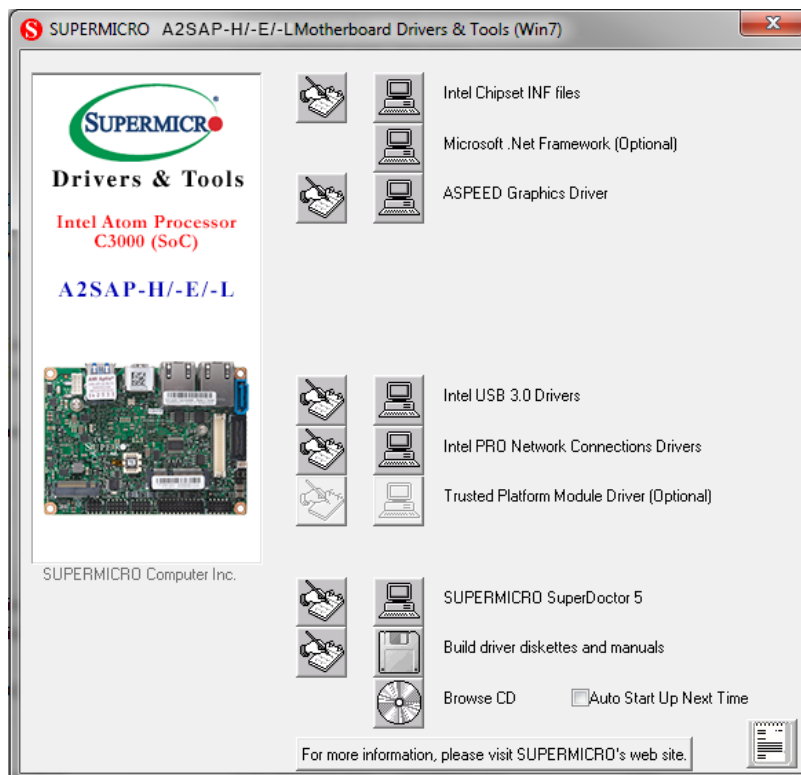 SUPERMICRO A2SAP-H/-E/-LMotherboard Drivers & Tools (Win7)
SUPERMICRO
Drivers & Tools
Intel Atom Processor
C3000 (SoC)
A2SAP-H/-E/-L
SUPERMICRO Computer Inc.
Intel Chipset INF files
Microsoft .Net Framework (Optional)
ASPEED Graphics Driver
Intel USB 3.0 Drivers
Intel PRO Network Connections Drivers
Trusted Platform Module Driver (Optional)
SUPERMICRO SuperDoctor 5
Build driver diskettes and manuals
Browse CD Auto Start Up Next Time
For more information, please visit SUPERMICRO's web site.